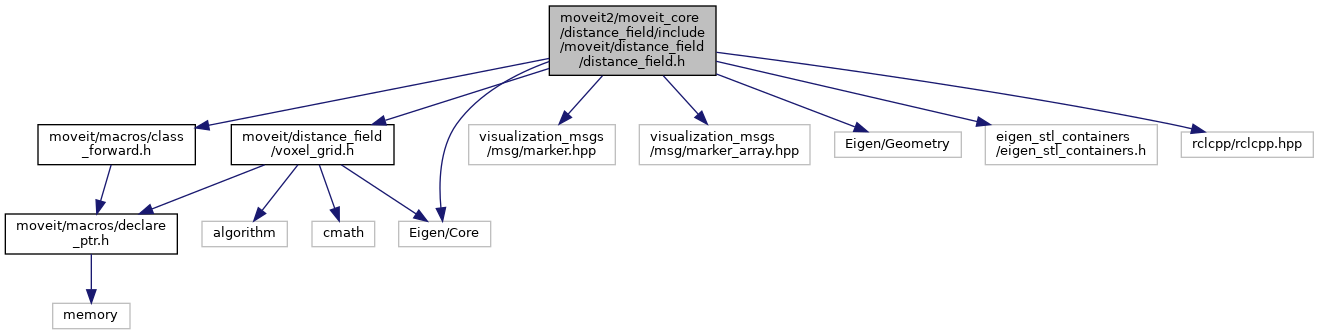 moveit2/moveit_core
/distance_field/include
/moveit/distance_field
/distance_field.h
moveit/macros/class
_forward.h
moveit/distance_field
/voxel_grid.h
visualization_msgs
/msg/marker.hpp
visualization_msgs
/msg/marker_array.hpp
Eigen/Geometry
eigen_stl_containers
/eigen_stl_containers.h
rclcpp/rclcpp.hpp
moveit/macros/declare
_ptr.h
algorithm
cmath
Eigen/Core
memory